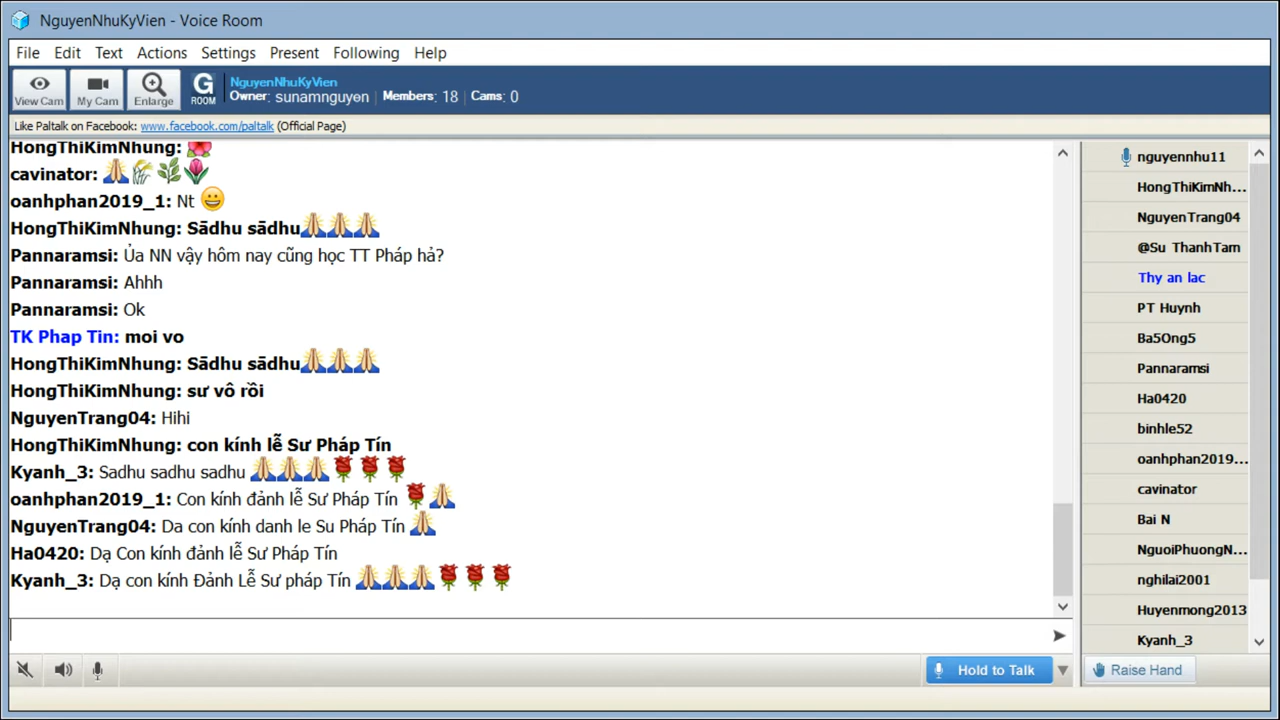 NguyenNhuKyVien - Voice Room
File Edit Text Actions Settings Present Following Help
View Cam My Cam Enlarge G ROOM
NguyenNhuKyVien
Owner: sunamnguyen | Members: 18 | Cams: 0
Like Paltalk on Facebook: www.facebook.com/paltalk (Official Page)
HongThiKimNhung:
cavinator:
oanhphan2019_1: Nt
HongThiKimNhung: Sādhu sādhu
Pannaramsi: Ủa NN vậy hôm nay cũng học TT Pháp hả?
Pannaramsi: Ahhh
Pannaramsi: Ok
TK Phap Tin: moi vo
HongThiKimNhung: Sādhu sādhu
HongThiKimNhung: sư vô rồi
NguyenTrang04: Hihi
HongThiKimNhung: con kính lễ Sư Pháp Tín
Kyanh_3: Sadhu sadhu sadhu
oanhphan2019_1: Con kính đảnh lễ Sư Pháp Tín
NguyenTrang04: Da con kính danh le Su Pháp Tín
Ha0420: Dạ Con kính đảnh lễ Sư Pháp Tín
Kyanh_3: Dạ con kính Đảnh Lễ Sư pháp Tín
nguyennhu11
HongThiKimNh...
NguyenTrang04
@Su ThanhTam
Thy an lac
PT Huynh
Ba5Ong5
Pannaramsi
Ha0420
binhle52
oanhphan2019...
cavinator
Bai N
NguoiPhuongN...
nghilai2001
Huyenmong2013
Kyanh_3
Hold to Talk
Raise Hand